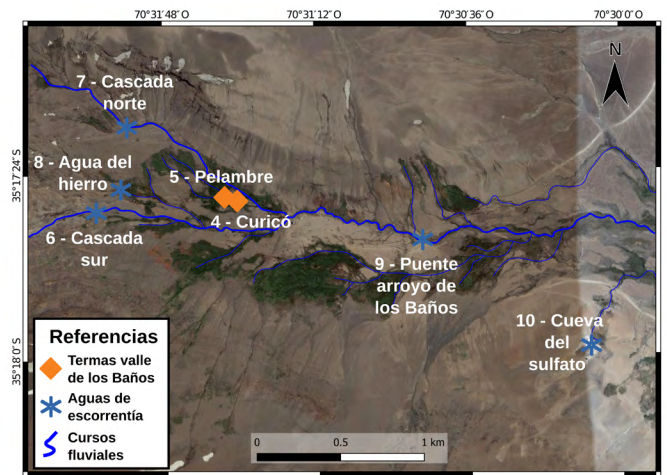 70°31'48" O
70°31'12" O
70°30'36" O
70°30'0" O
N
7 - Cascada
norte
35°17'24" S
8 - Agua del
hierro
5 - Pelambre
4 - Curicó
6 - Cascada
sur
9 - Puente
arroyo de
los Baños
10 - Cueva
del
sulfato
35°18'0" S
Referencias
Termas valle
de los Baños
Aguas de
escorrentía
Cursos
fluviales
0
0.5
1 km